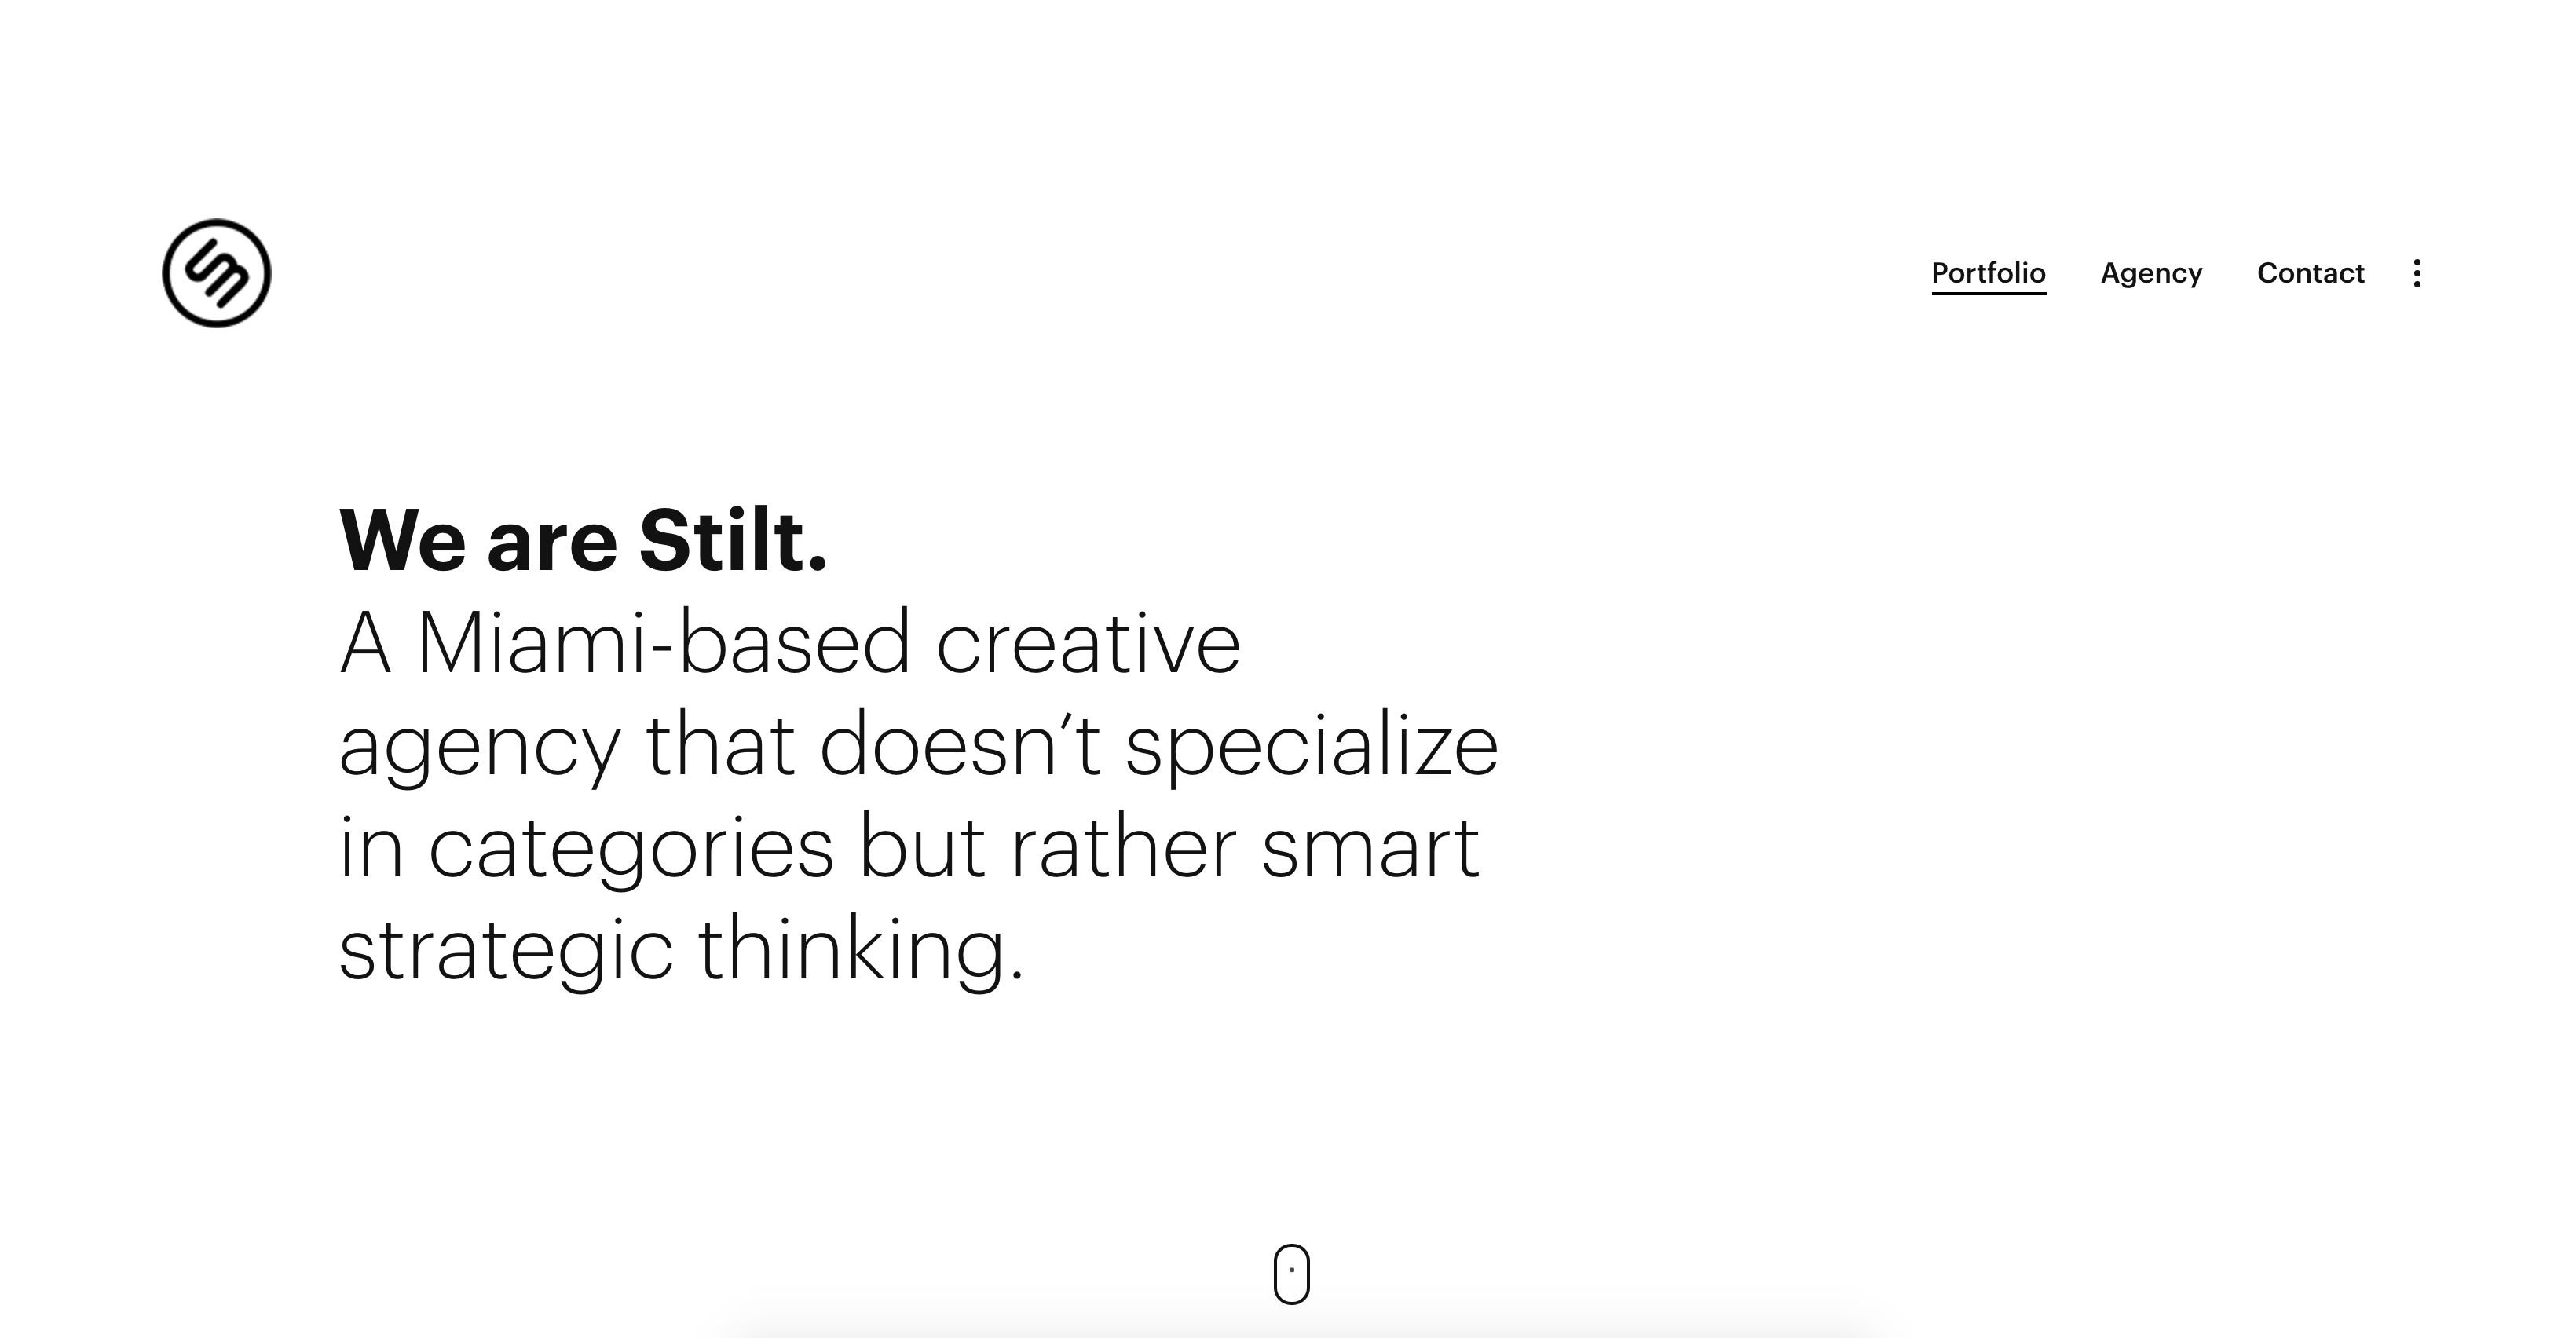 Portfolio Agency Contact
We are Stilt.
A Miami-based creative
agency that doesn’t specialize
in categories but rather smart
strategic thinking.